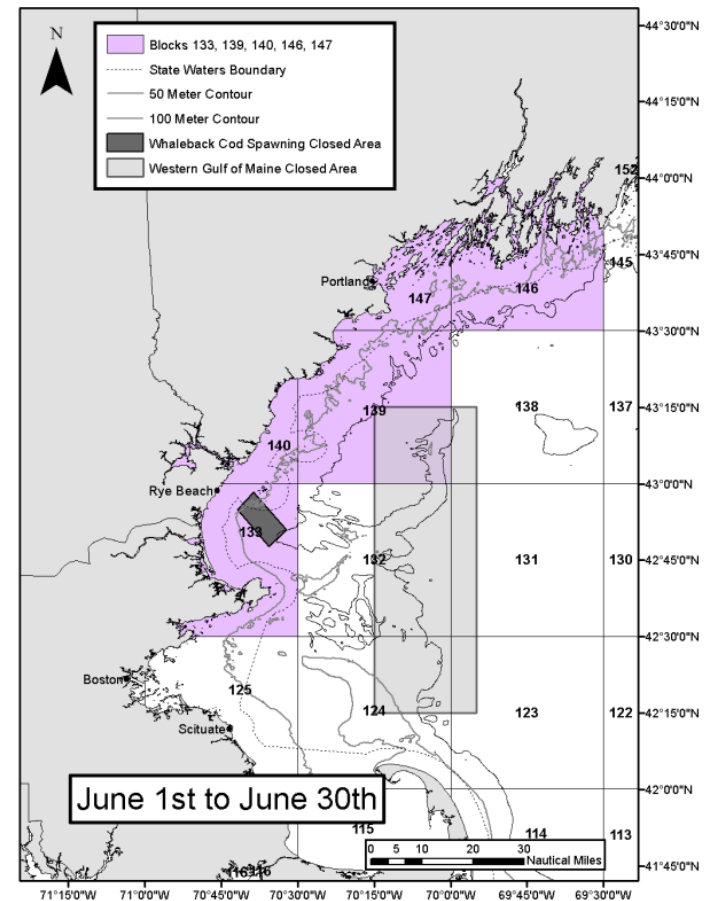 N
Blocks 133, 139, 140, 146, 147
State Waters Boundary
50 Meter Contour
100 Meter Contour
Whaleback Cod Spawning Closed Area
Western Gulf of Maine Closed Area
44°30'0"N
44°15'0"N
152
44°0'0"N
43°45'0"N
145
Portland
147
146
43°30'0"N
139
138
137
43°15'0"N
140
Rye Beach
43°0'0"N
133
132
131
130
42°45'0"N
42°30'0"N
Boston
125
124
123
122
42°15'0"N
Scituate
June 1st to June 30th
42°0'0"N
115
114
113
0 5 10 20 30
Nautical Miles
41°45'0"N
71°15'0"W 71°0'0"W 70°45'0"W 70°30'0"W 70°15'0"W 70°0'0"W 69°45'0"W 69°30'0"W